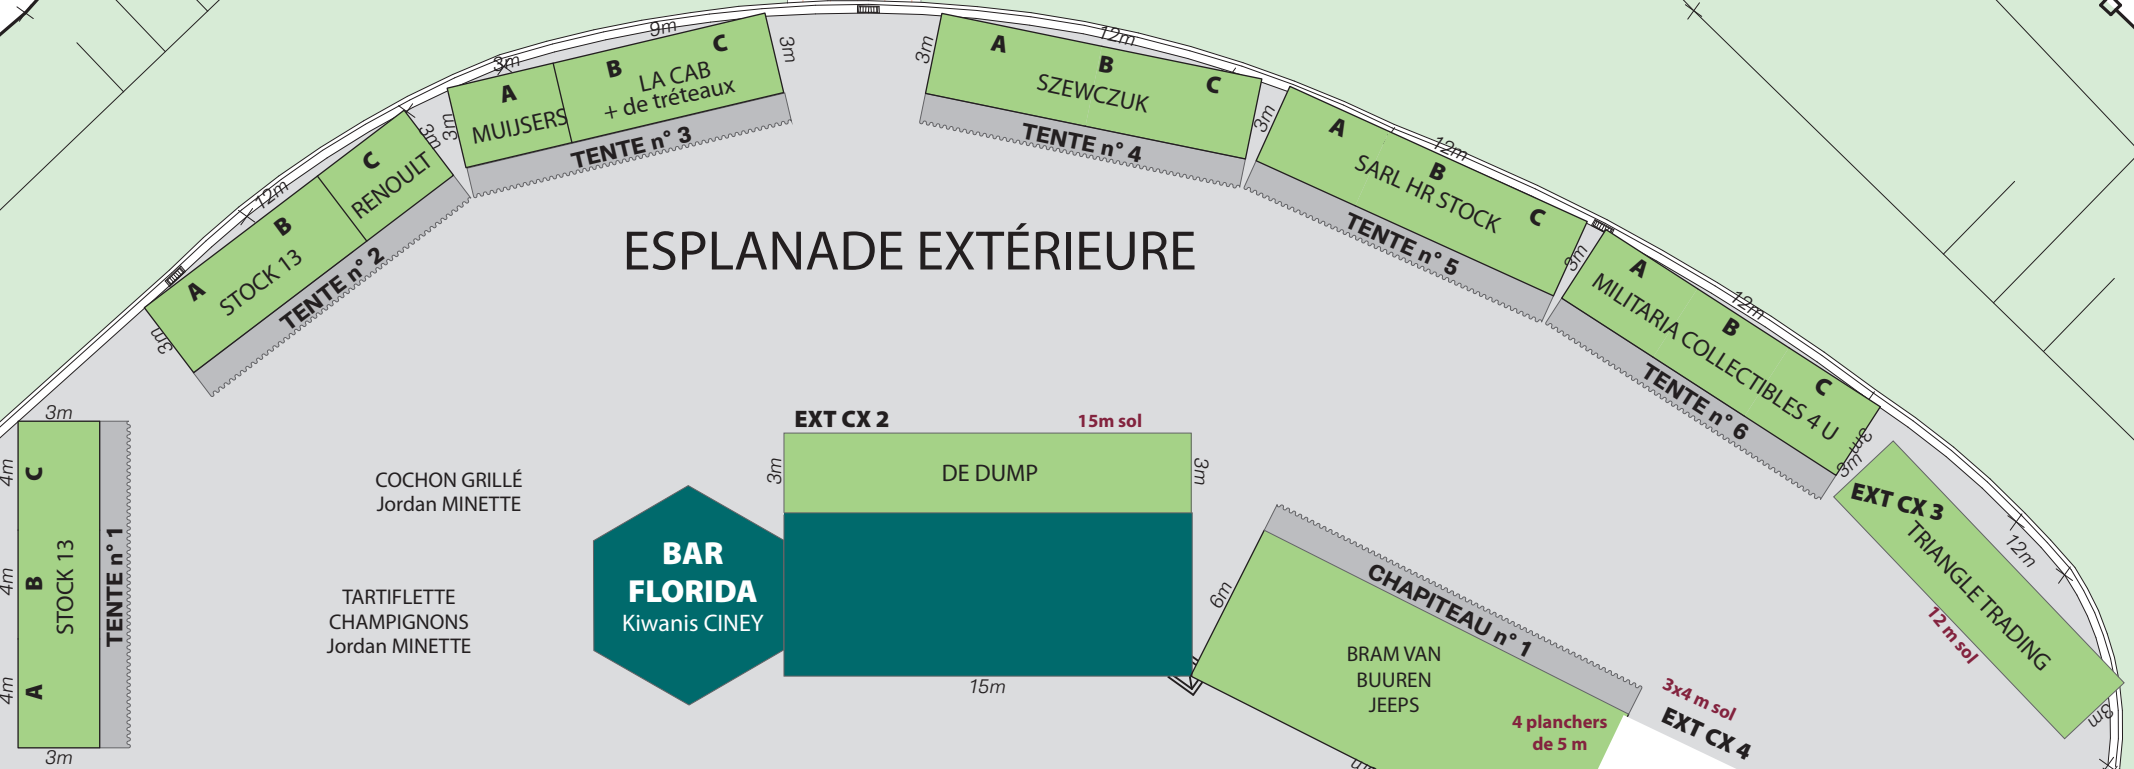 9m
3m
A
B
C
3m
LA CAB
+ de tréteaux
MUIJSERS
3m
TENTE n° 3
3m
12m
A
B
C
SZEWCZUK
TENTE n° 4
3m
A
12m
B
C
SARL HR STOCK
TENTE n° 5
3m
A
12m
B
C
MILITARIA COLLECTIBLES 4 U
TENTE n° 6
3m
3m
12m
A
B
C
3m
STOCK 13
RENOULT
TENTE n° 2
3m
ESPLANADE EXTÉRIEURE
3m
4m
C
4m
B
4m
A
STOCK 13
TENTE n° 1
3m
COCHON GRILLÉ
Jordan MINETTE
TARTIFLETTE
CHAMPIGNONS
Jordan MINETTE
BAR
FLORIDA
Kiwanis CINEY
EXT CX 2
15m sol
3m
DE DUMP
3m
15m
6m
CHAPITEAU n° 1
BRAM VAN
BUUREN
JEEPS
4 planchers
de 5 m
3x4 m sol
EXT CX 4
EXT CX 3
TRIANGLE TRADING
12m
12 m sol
3m